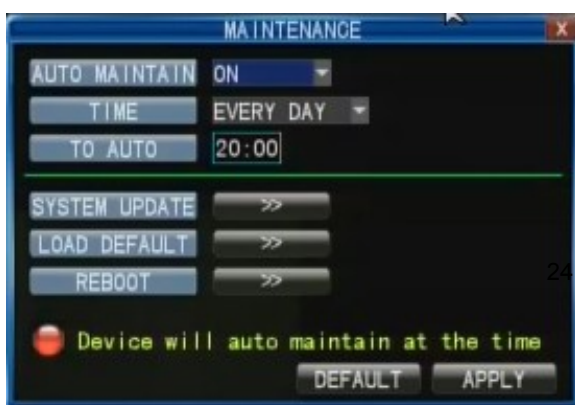 MAINTENANCE X
AUTO MAINTAIN ON
TIME EVERY DAY
TO AUTO 20:00
SYSTEM UPDATE >>
LOAD DEFAULT >>
REBOOT >>
24
Device will auto maintain at the time
DEFAULT APPLY